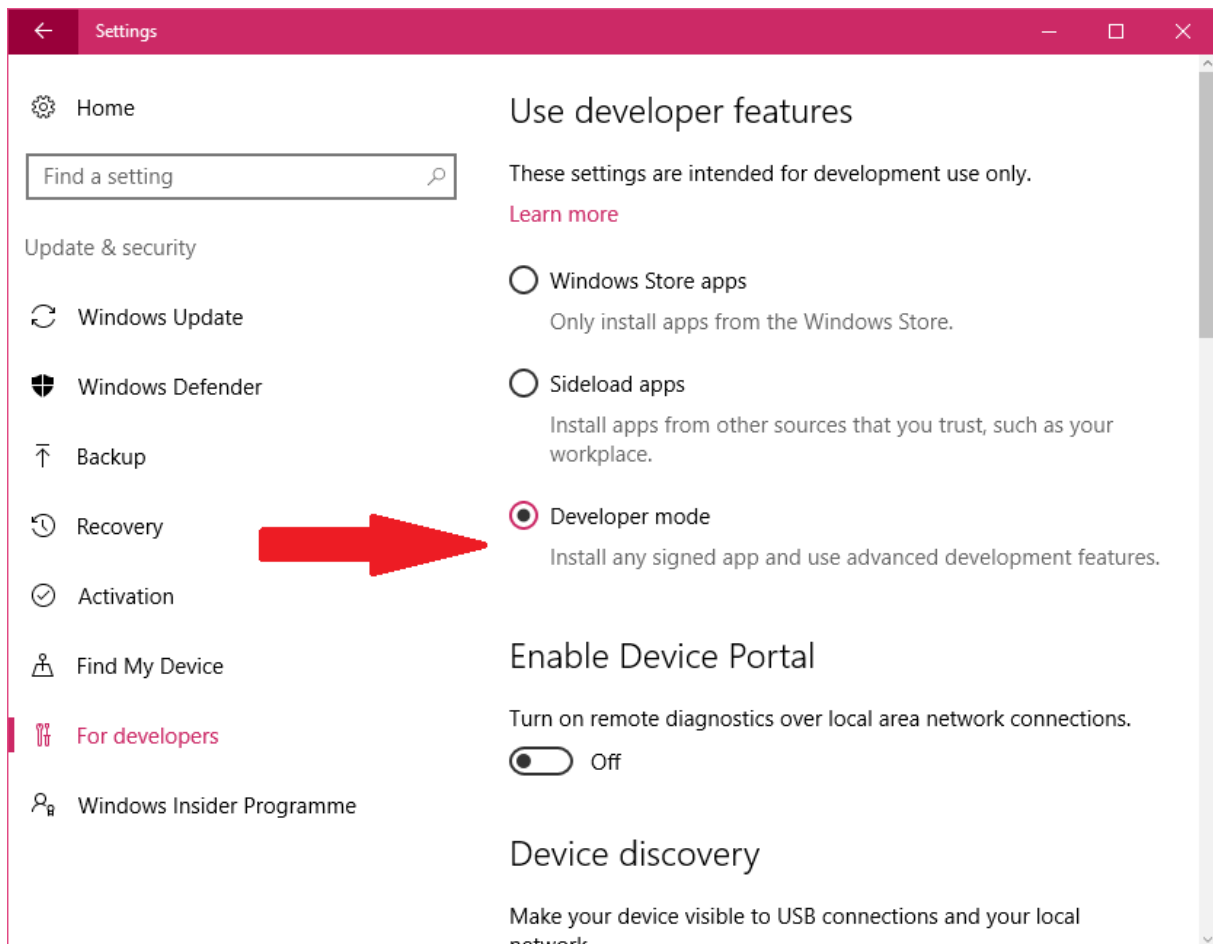 Settings
Home
Find a setting
Update & security
Windows Update
Windows Defender
Backup
Recovery
Activation
Find My Device
For developers
Windows Insider Programme
Use developer features
These settings are intended for development use only.
Learn more
Windows Store apps
Only install apps from the Windows Store.
Sideload apps
Install apps from other sources that you trust, such as your
workplace.
Developer mode
Install any signed app and use advanced development features.
Enable Device Portal
Turn on remote diagnostics over local area network connections.
Off
Device discovery
Make your device visible to USB connections and your local
network.